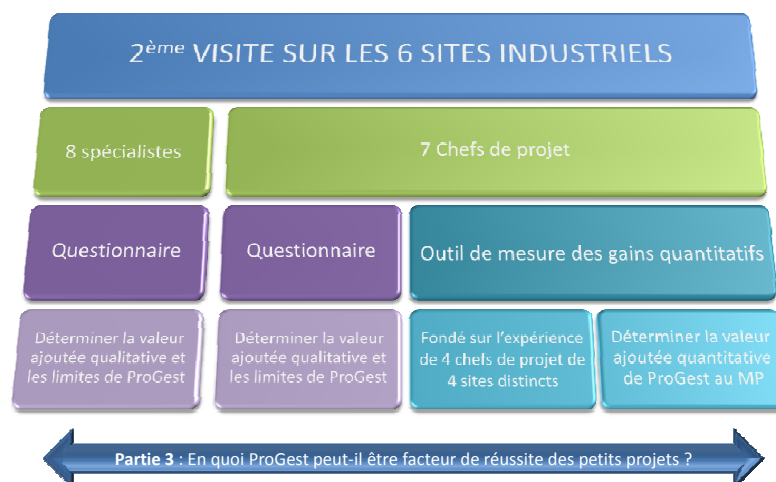 2ème VISITE SUR LES 6 SITES INDUSTRIELS
8 spécialistes
7 Chefs de projet
Questionnaire
Questionnaire
Outil de mesure des gains quantitatifs
Déterminer la valeur
ajoutée qualitative et
les limites de ProGest
Déterminer la valeur
ajoutée qualitative et
les limites de ProGest
Fondé sur l'expérience
de 4 chefs de projet de
4 sites distincts
Déterminer la valeur
ajoutée quantitative
de ProGest au MP
Partie 3 : En quoi ProGest peut-il être facteur de réussite des petits projets ?